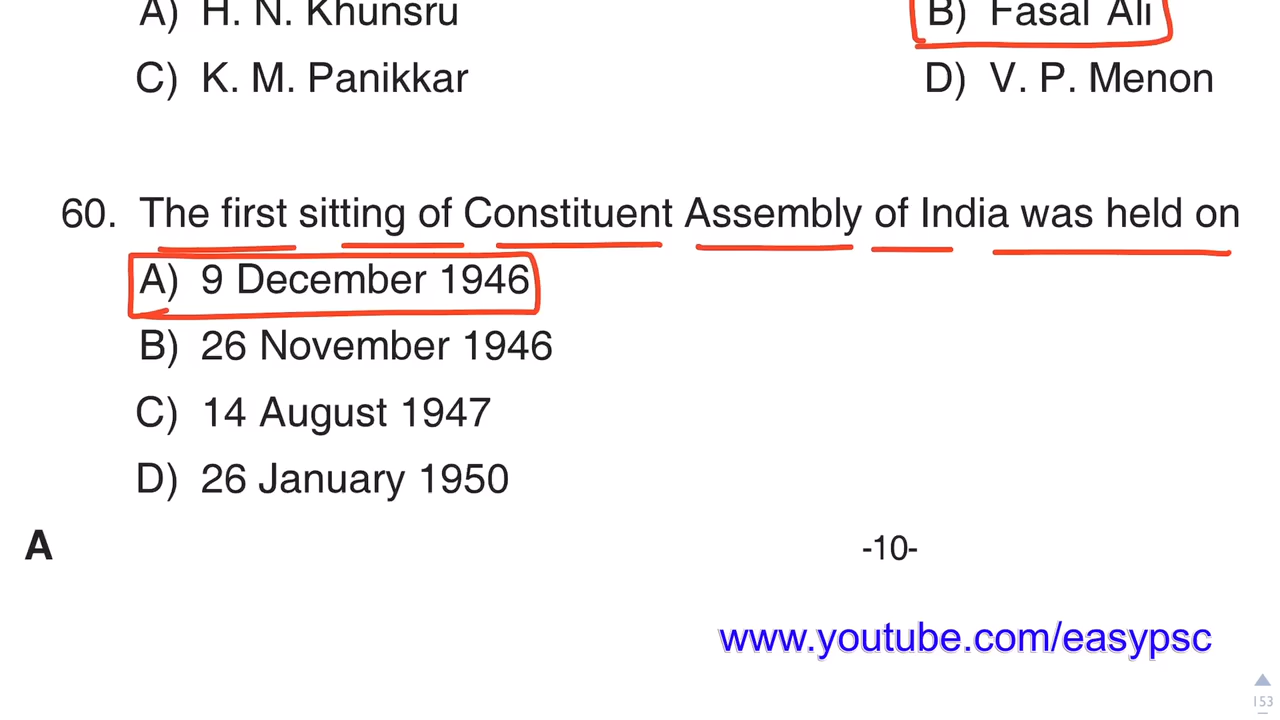 A) H. N. Khunsru
B) Fasal Ali
C) K. M. Panikkar
D) V. P. Menon
60. The first sitting of Constituent Assembly of India was held on
A) 9 December 1946
B) 26 November 1946
C) 14 August 1947
D) 26 January 1950
A
-10-
www.youtube.com/easypsc
153